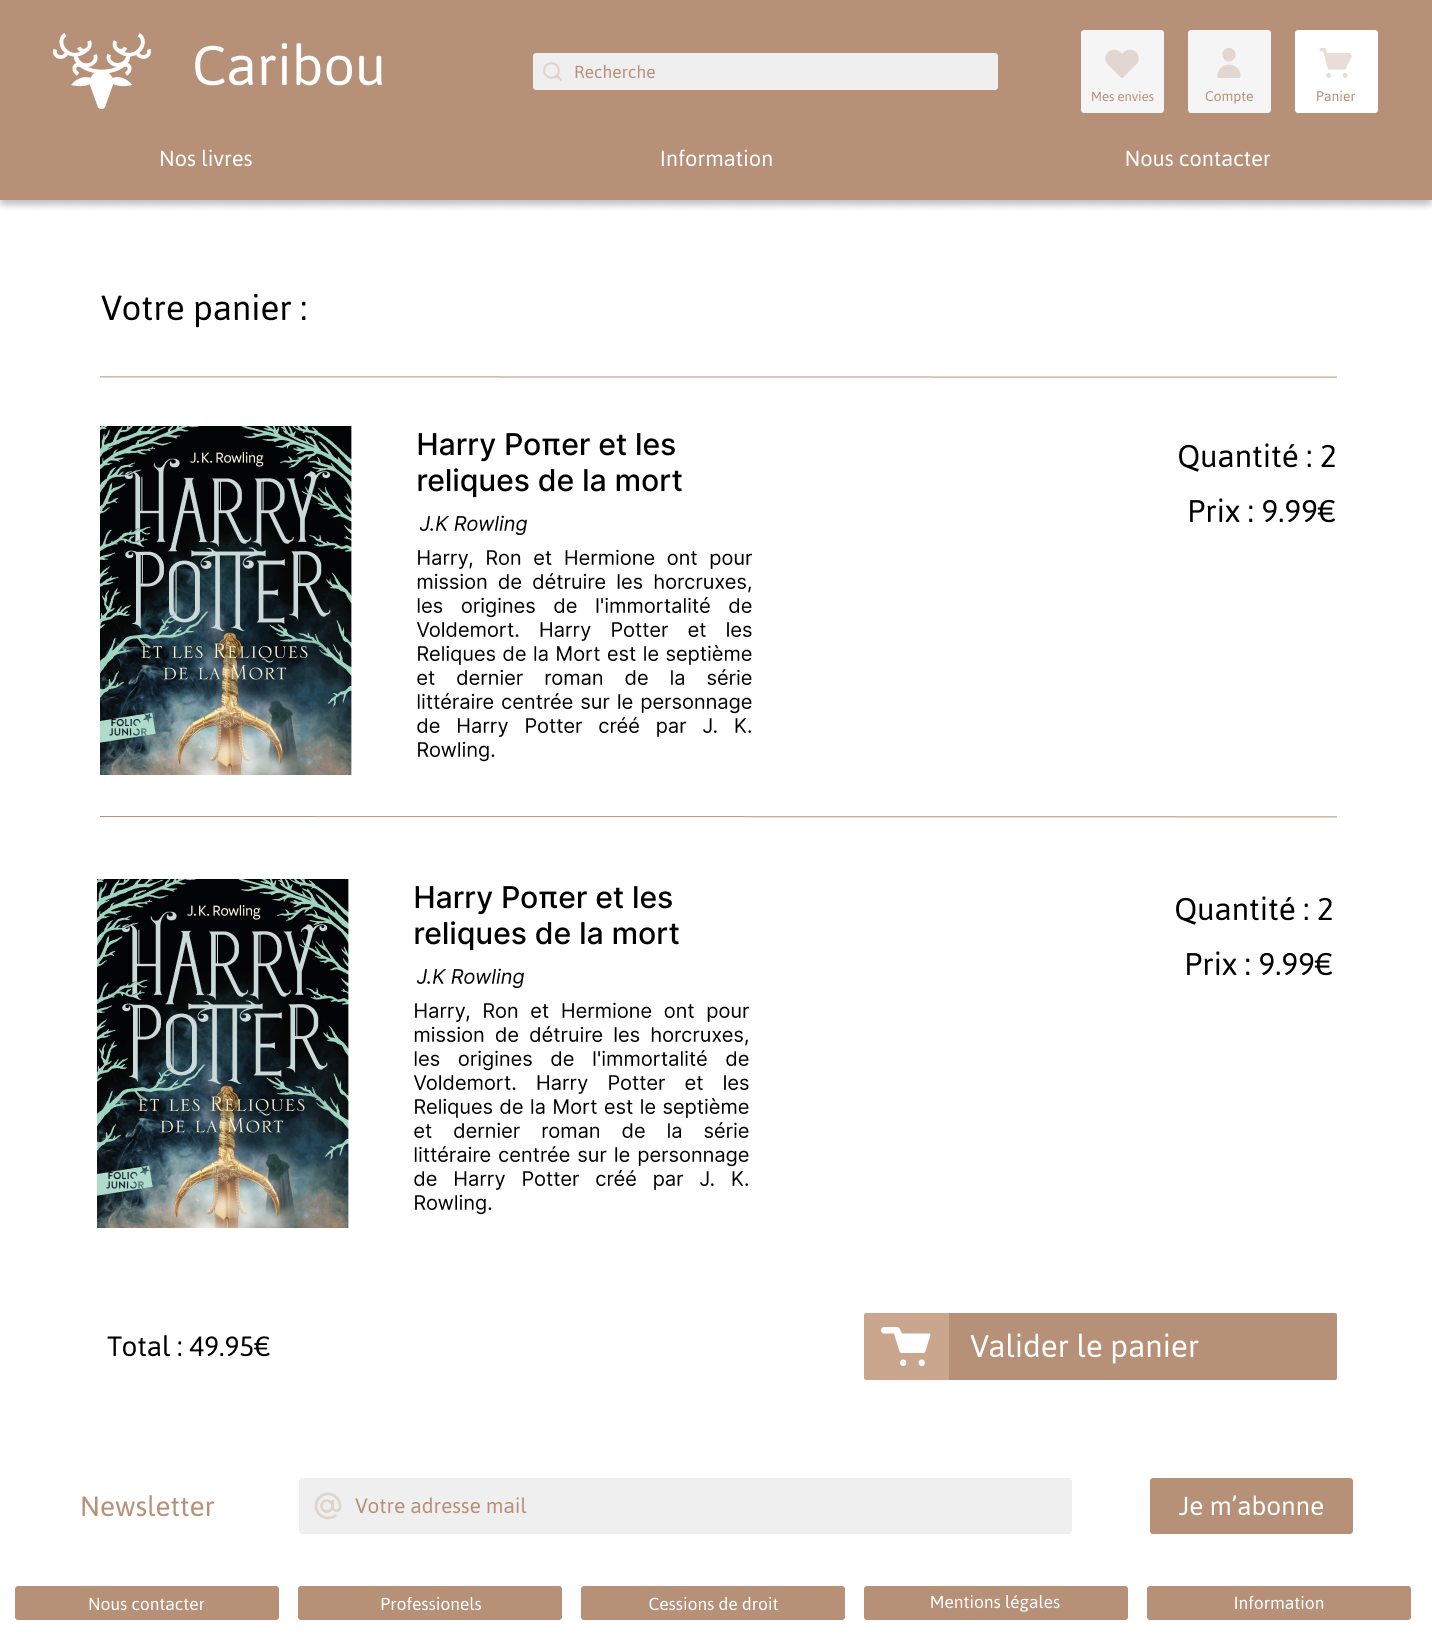 Caribou
Recherche
Mes envies
Compte
Panier
Nos livres
Information
Nous contacter
Votre panier :
J.K. Rowling
HARRY
POTTER
ET LES RELIQUES
DE LA MORT
FOLIO
JUNIOR
Harry Poπer et les
reliques de la mort
J.K Rowling
Harry, Ron et Hermione ont pour
mission de détruire les horcruxes,
les origines de l'immortalité de
Voldemort. Harry Potter et les
Reliques de la Mort est le septième
et dernier roman de la série
littéraire centrée sur le personnage
de Harry Potter créé par J. K.
Rowling.
Quantité : 2
Prix : 9.99€
J.K. Rowling
HARRY
POTTER
ET LES RELIQUES
DE LA MORT
FOLIO
JUNIOR
Harry Poπer et les
reliques de la mort
J.K Rowling
Harry, Ron et Hermione ont pour
mission de détruire les horcruxes,
les origines de l'immortalité de
Voldemort. Harry Potter et les
Reliques de la Mort est le septième
et dernier roman de la série
littéraire centrée sur le personnage
de Harry Potter créé par J. K.
Rowling.
Quantité : 2
Prix : 9.99€
Total : 49.95€
Valider le panier
Newsletter
@ Votre adresse mail
Je m’abonne
Nous contacter
Professionels
Cessions de droit
Mentions légales
Information